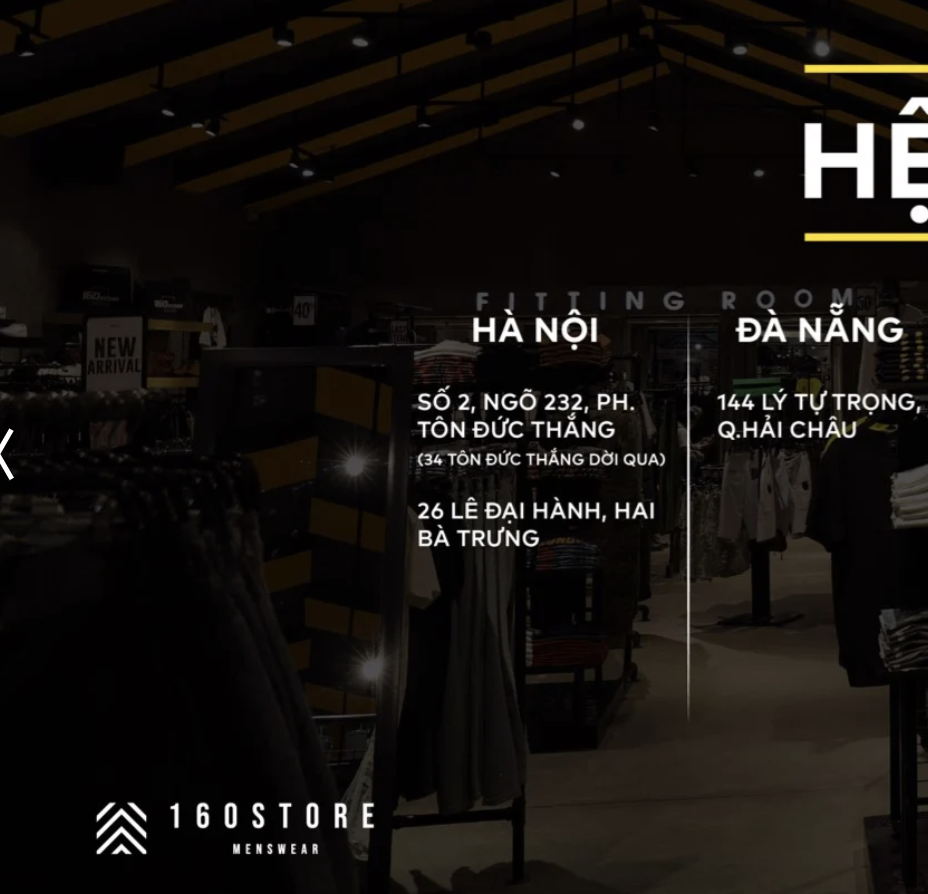 HỆ
FITTING ROOM
HÀ NỘI
SỐ 2, NGÕ 232, PH.
TÔN ĐỨC THẮNG
(34 TÔN ĐỨC THẮNG DỜI QUA)
26 LÊ ĐẠI HÀNH, HAI
BÀ TRƯNG
ĐÀ NẴNG
144 LÝ TỰ TRỌNG,
Q.HẢI CHÂU
NEW
ARRIVAL
40
160STORE
MENSWEAR